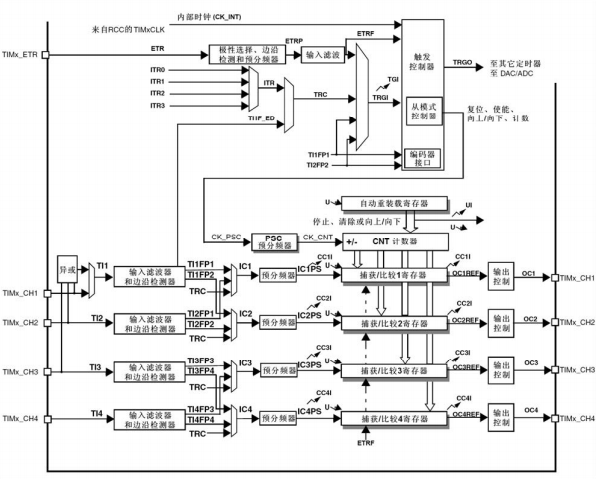 内部时钟 (CK_INT)
来自RCC的TIMxCLK
ETRF
TIMx_ETR
ETR
极性选择、边沿
检测和预分频器
ETRP
输入滤波
触发
控制器
TRGO
至其它定时器
至 DAC/ADC
ITR0
ITR1
ITR2
ITR3
ITR
TRC
TGI
TRGI
TI1F_ED
从模式
控制器
复位、使能、
向上/向下、计数
TI1FP1
TI2FP2
编码器
接口
U
自动重装载寄存器
UI
U
停止、清除或向上/向下
CK_PSC
PSC
预分频器
CK_CNT
+/-
CNT 计数器
异或
TI1
输入滤波器
和边沿检测器
TI1FP1
TI1FP2
TRC
IC1
预分频器
CC1I
U
IC1PS
捕获/比较1寄存器
CC1I
OC1REF
输出
控制
OC1
TIMx_CH1
TIMx_CH1
TIMx_CH2
TI2
输入滤波器
和边沿检测器
TI2FP1
TI2FP2
TRC
IC2
预分频器
CC2I
U
IC2PS
捕获/比较2寄存器
CC2I
OC2REF
输出
控制
OC2
TIMx_CH2
TIMx_CH3
TI3
输入滤波器
和边沿检测器
TI3FP3
TI3FP4
TRC
IC3
预分频器
CC3I
U
IC3PS
捕获/比较3寄存器
CC3I
OC3REF
输出
控制
OC3
TIMx_CH3
TIMx_CH4
TI4
输入滤波器
和边沿检测器
TI4FP3
TI4FP4
TRC
IC4
预分频器
CC4I
U
IC4PS
捕获/比较4寄存器
CC4I
OC4REF
输出
控制
OC4
TIMx_CH4
ETRF